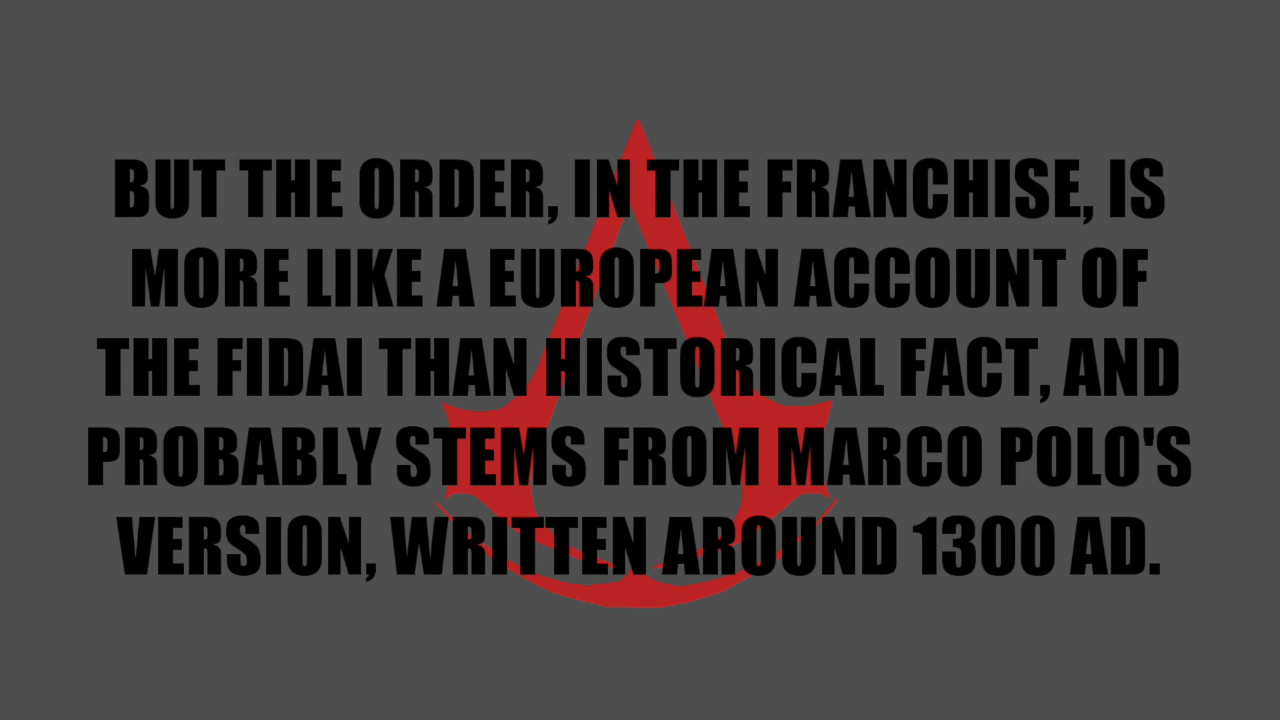 BUT THE ORDER, IN THE FRANCHISE, IS
MORE LIKE A EUROPEAN ACCOUNT OF
THE FIDAI THAN HISTORICAL FACT, AND
PROBABLY STEMS FROM MARCO POLO'S
VERSION, WRITTEN AROUND 1300 AD.